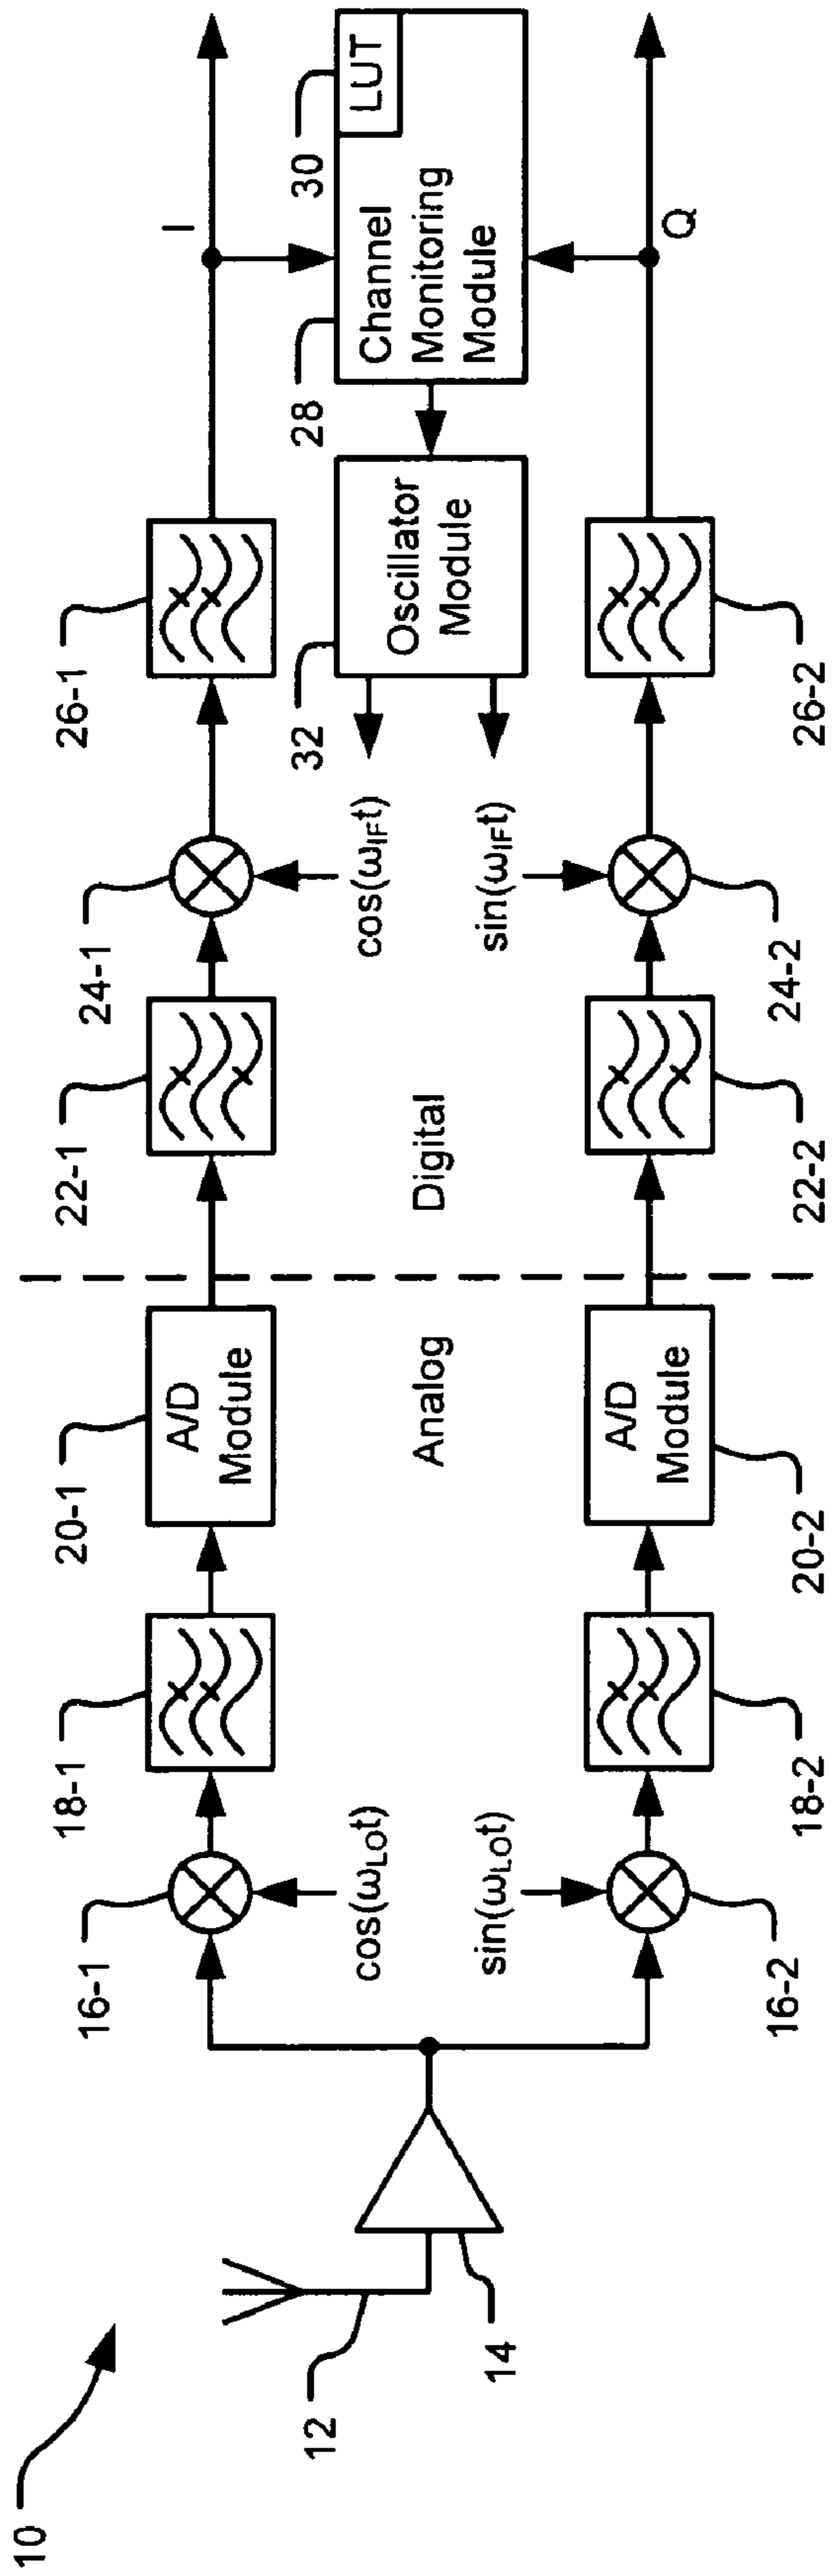 10
12
14
16-1
cos(ωLOt)
sin(ωLOt)
16-2
18-1
18-2
20-1
A/D
Module
Analog
A/D
Module
20-2
22-1
Digital
22-2
24-1
cos(ωIFt)
sin(ωIFt)
24-2
26-1
32
Oscillator
Module
26-2
28
Channel
Monitoring
Module
30
LUT
I
Q